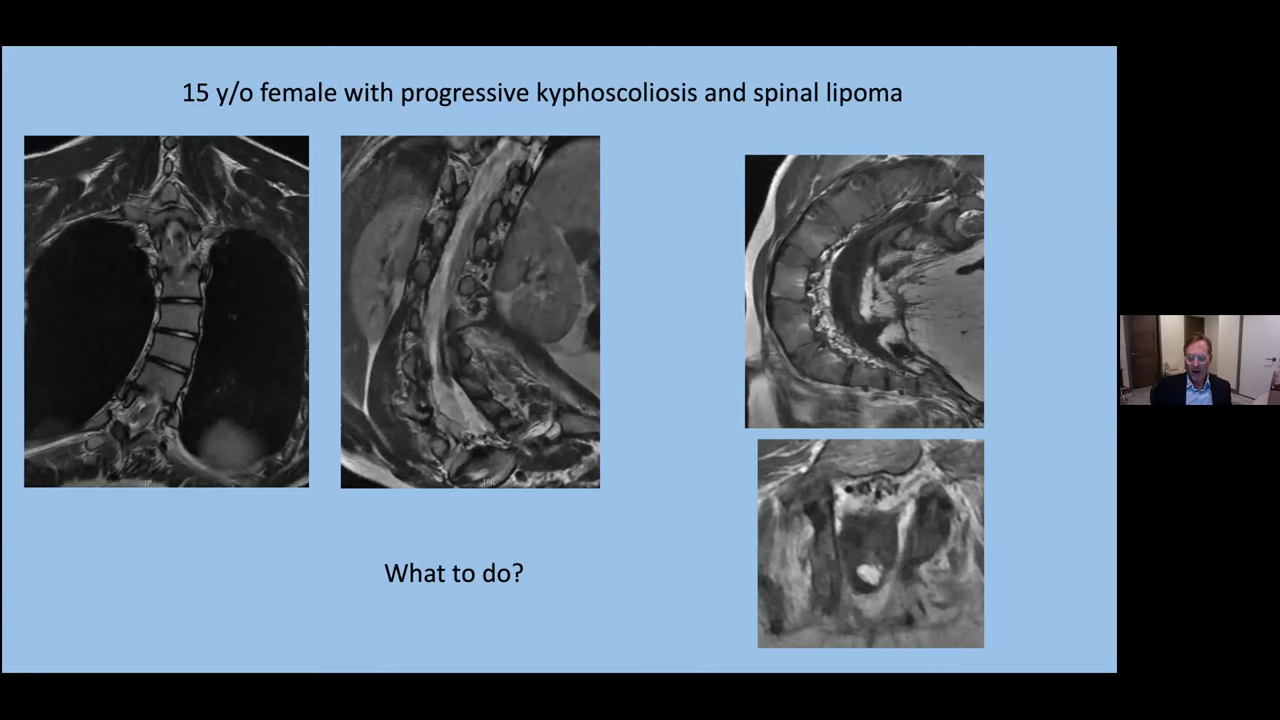 15 y/o female with progressive kyphoscoliosis and spinal lipoma
What to do?